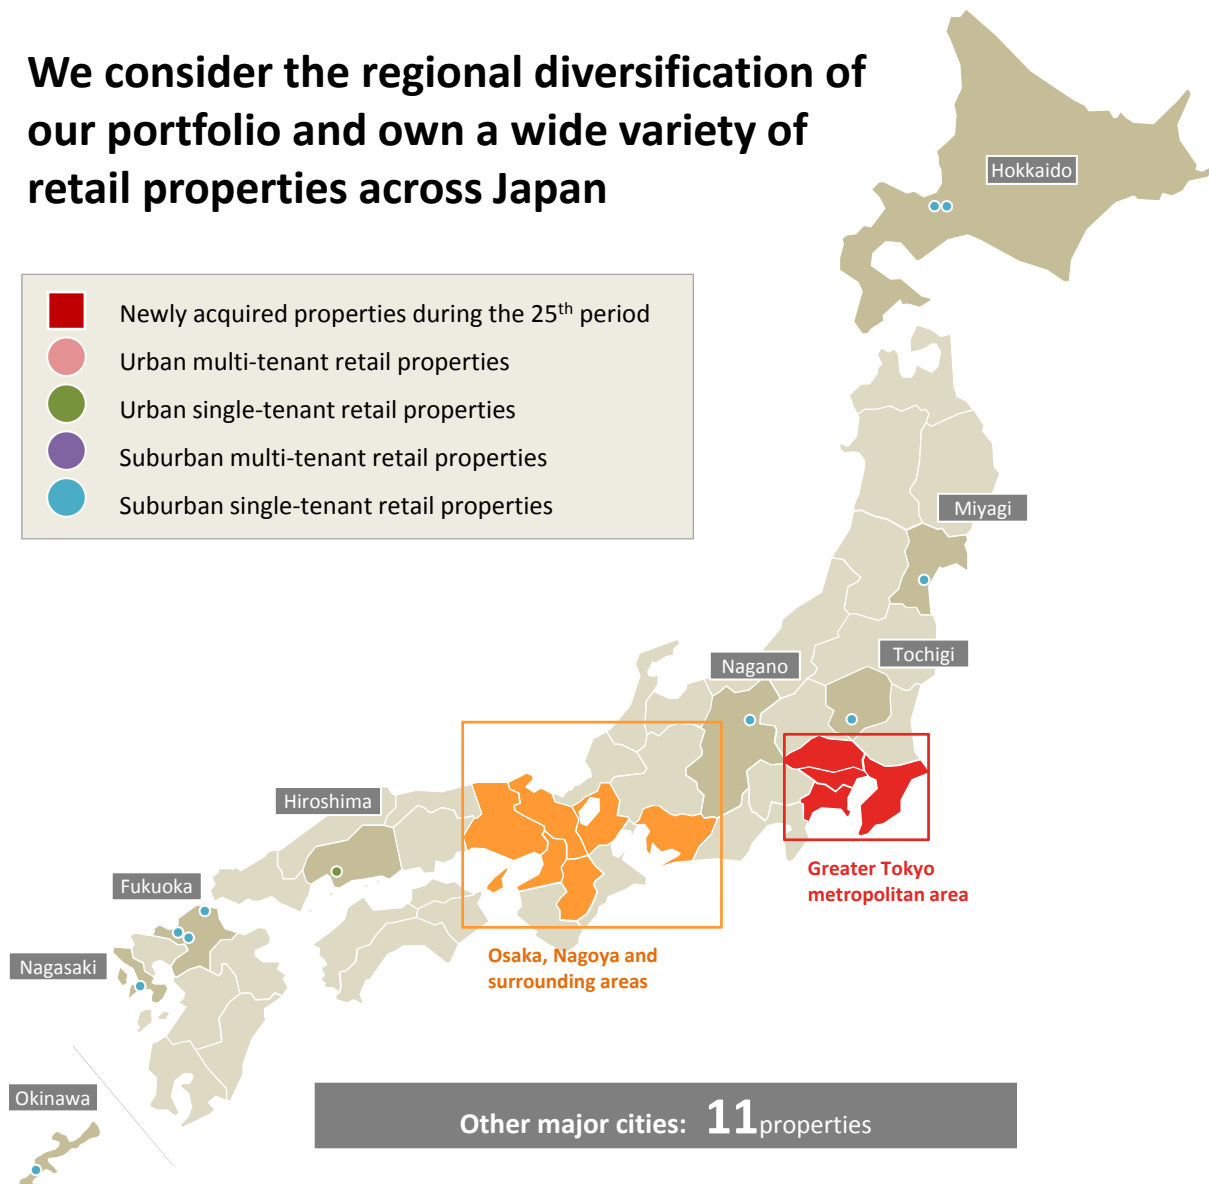 We consider the regional diversification of
our portfolio and own a wide variety of
retail properties across Japan
Hokkaido
Newly acquired properties during the 25th period
Urban multi-tenant retail properties
Urban single-tenant retail properties
Suburban multi-tenant retail properties
Suburban single-tenant retail properties
Miyagi
Tochigi
Nagano
Hiroshima
Greater Tokyo
metropolitan area
Fukuoka
Osaka, Nagoya and
surrounding areas
Nagasaki
Okinawa
Other major cities: 11 properties